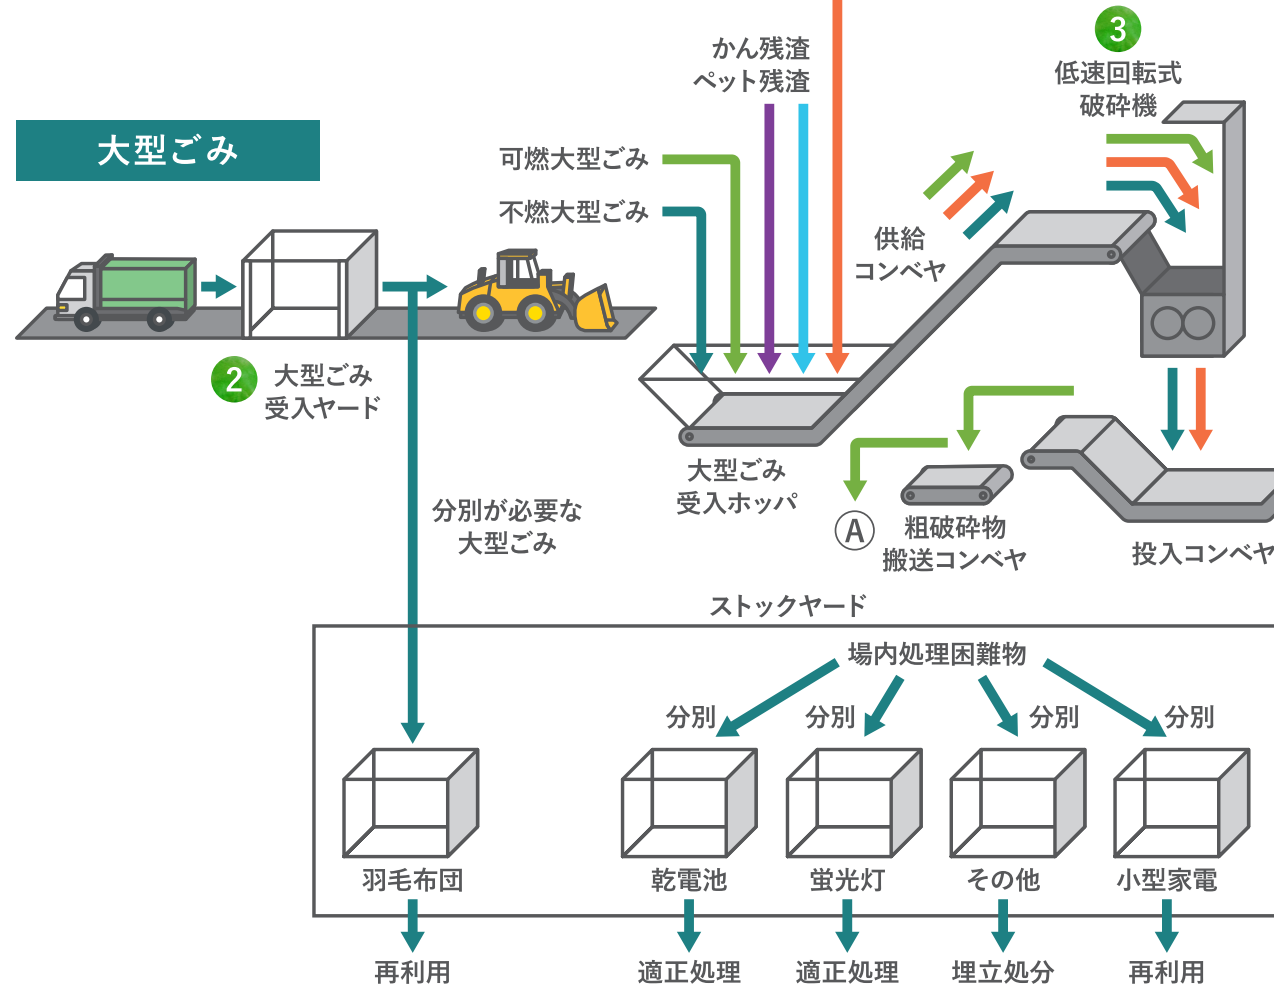 3
低速回転式
破砕機
かん残渣
ペット残渣
大型ごみ
可燃大型ごみ
不燃大型ごみ
供給
コンベヤ
2
大型ごみ
受入ヤード
大型ごみ
受入ホッパ
分別が必要な
大型ごみ
A
粗破砕物
搬送コンベヤ
投入コンベヤ
ストックヤード
場内処理困難物
分別
分別
分別
分別
羽毛布団
乾電池
蛍光灯
その他
小型家電
再利用
適正処理
適正処理
埋立処分
再利用